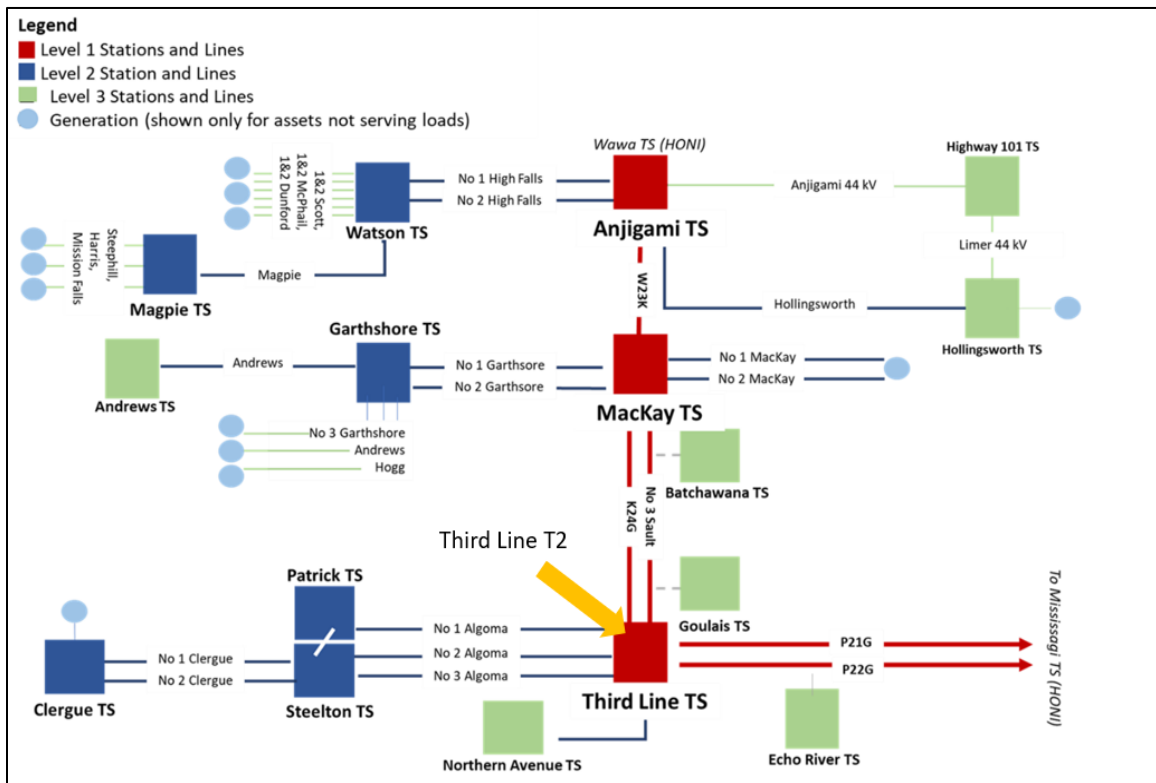 Legend
Level 1 Stations and Lines
Level 2 Station and Lines
Level 3 Stations and Lines
Generation (shown only for assets not serving loads)
Wawa TS (HONI)
Highway 101 TS
1&2 Scott,
1&2 McPhail,
1&2 Dunford
No 1 High Falls
No 2 High Falls
Anjigami 44 kV
Watson TS
Anjigami TS
Limer 44 kV
Steephill,
Harris,
Mission Falls
Magpie
W23K
Hollingsworth
Magpie TS
Garthshore TS
Hollingsworth TS
Andrews
No 1 Garthsore
No 2 Garthsore
No 1 MacKay
No 2 MacKay
Andrews TS
MacKay TS
No 3 Garthshore
Andrews
Hogg
K24G
No 3 Sault
Batchawana TS
Third Line T2
Patrick TS
Goulais TS
To Mississagi TS (HONI)
No 1 Algoma
No 2 Algoma
No 3 Algoma
P21G
P22G
No 1 Clergue
No 2 Clergue
Clergue TS
Steelton TS
Third Line TS
Northern Avenue TS
Echo River TS